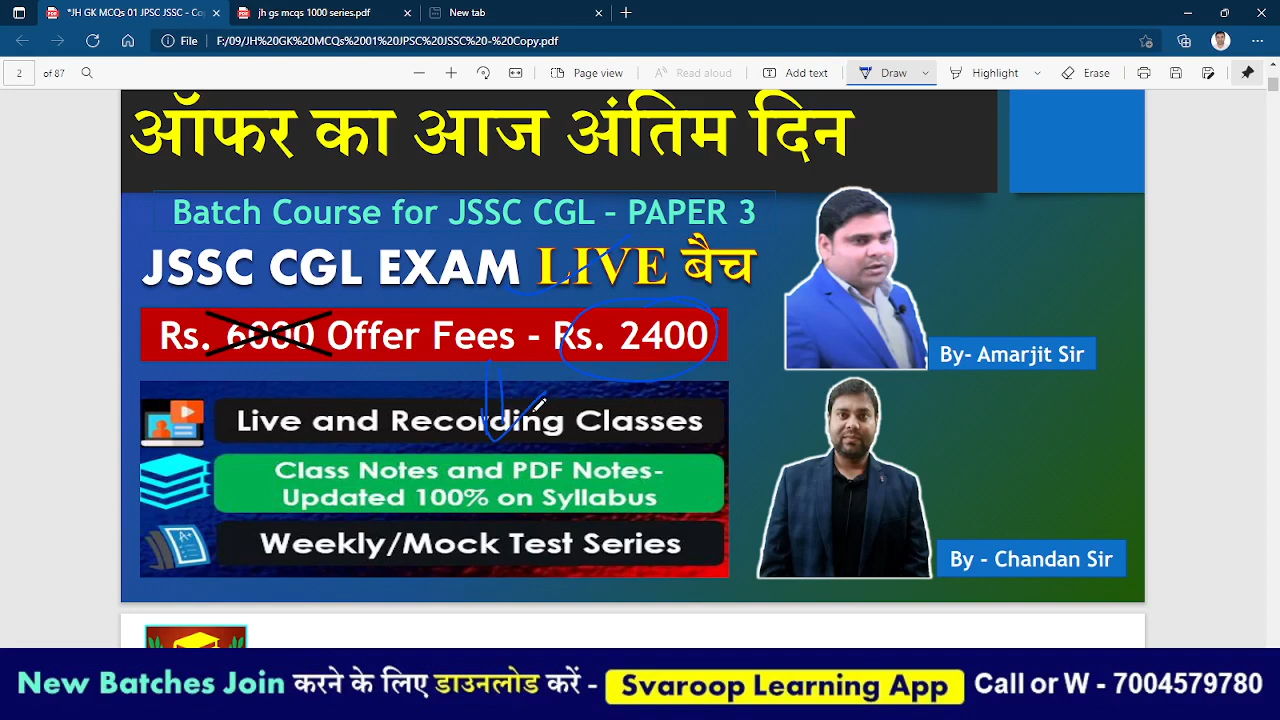 *JH GK MCQs 01 JPSC JSSC - Co
jh gs mcqs 1000 series.pdf
New tab
File
F:/09/JH%20GK%20MCQs%2001%20JPSC%20JSSC%20-%20Copy.pdf
2 of 87
Page view
Read aloud
Add text
Draw
Highlight
Erase
ऑफर का आज अंतिम दिन
Batch Course for JSSC CGL - PAPER 3
JSSC CGL EXAM LIVE बैच
Rs. 6000 Offer Fees - Rs. 2400
By- Amarjit Sir
Live and Recording Classes
Class Notes and PDF Notes-
Updated 100% on Syllabus
Weekly/Mock Test Series
By - Chandan Sir
New Batches Join करने के लिए डाउनलोड करें - Svaroop Learning App Call or W - 7004579780